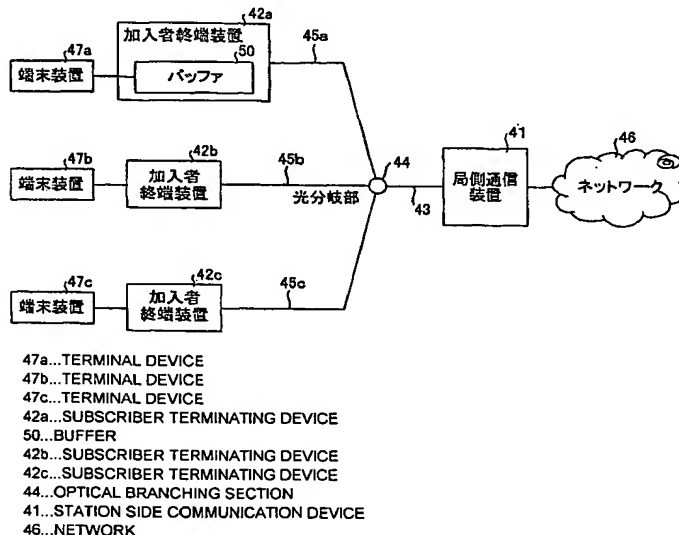 42a
加入者終端装置
45a
47a
50
端末装置
バッファ
47b
42b
45b
41
46
端末装置
加入者
終端装置
44
光分岐部
43
局側通信
装置
ネットワーク
47c
42c
45c
端末装置
加入者
終端装置
47a...TERMINAL DEVICE
47b...TERMINAL DEVICE
47c...TERMINAL DEVICE
42a...SUBSCRIBER TERMINATING DEVICE
50...BUFFER
42b...SUBSCRIBER TERMINATING DEVICE
42c...SUBSCRIBER TERMINATING DEVICE
44...OPTICAL BRANCHING SECTION
41...STATION SIDE COMMUNICATION DEVICE
46...NETWORK